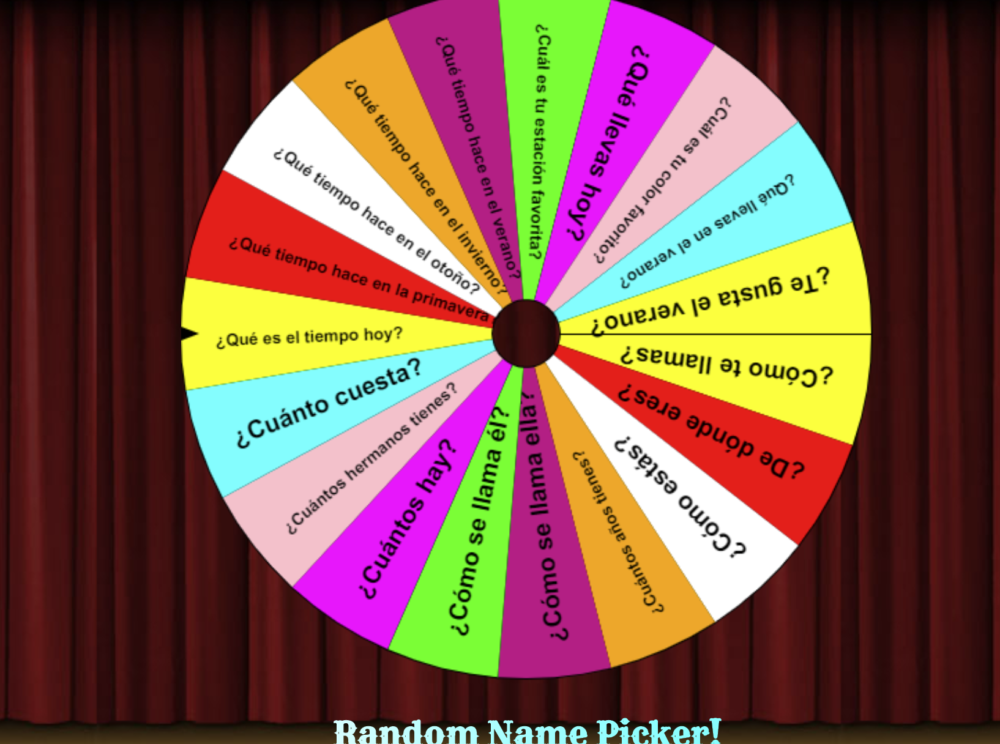 ¿Cuál es tu estación favorita?
¿Qué llevas hoy?
¿Cuál es tu color favorito?
¿Qué llevas en el verano?
¿Te gusta el verano?
¿Cómo te llamas?
¿De dónde eres?
¿Cómo estás?
¿Cuántos años tienes?
¿Cómo se llama ella?
¿Cómo se llama él?
¿Cuántos hay?
¿Cuántos hermanos tienes?
¿Cuánto cuesta?
¿Qué es el tiempo hoy?
¿Qué tiempo hace en la primavera
¿Qué tiempo hace en el otoño?
¿Qué tiempo hace en el invierno?
¿Qué tiempo hace en el verano?
Random Name Picker!